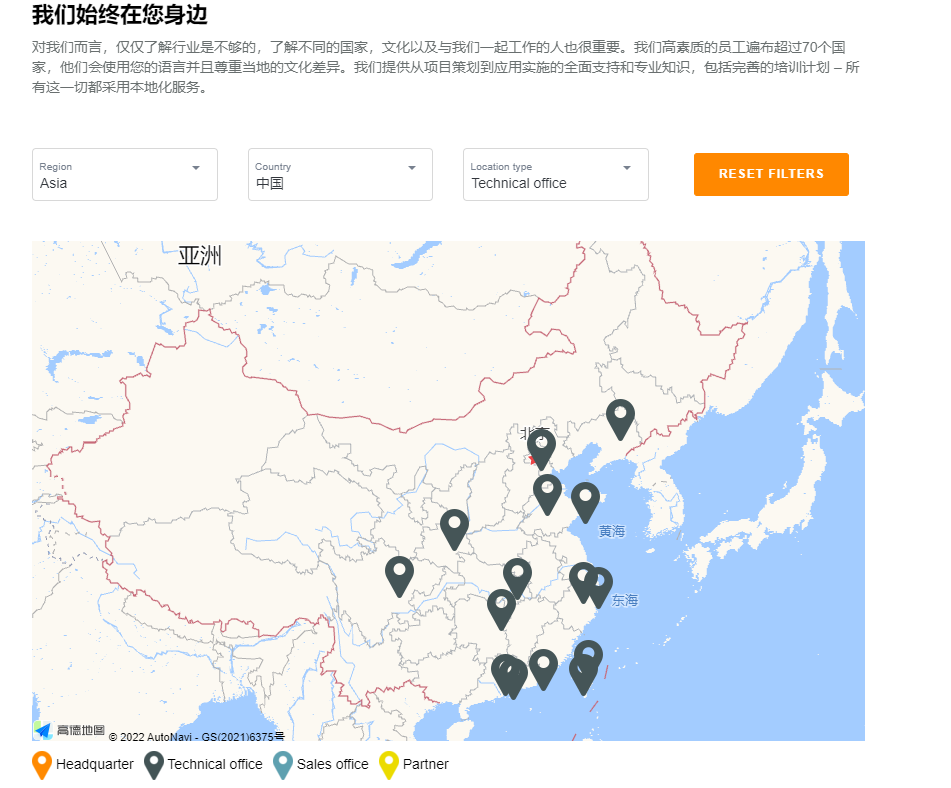 我们始终在您身边
对我们而言，仅仅了解行业是不够的，了解不同的国家，文化以及与我们一起工作的人也很重要。我们高素质的员工遍布超过70个国
家，他们会使用您的语言并且尊重当地的文化差异。我们提供从项目策划到应用实施的全面支持和专业知识，包括完善的培训计划 – 所
有这一切都采用本地化服务。
Region
Asia
Country
中国
Location type
Technical office
RESET FILTERS
亚洲
北京
黄海
东海
高德地图 © 2022 AutoNavi - GS(2021)6375号
Headquarter Technical office Sales office Partner